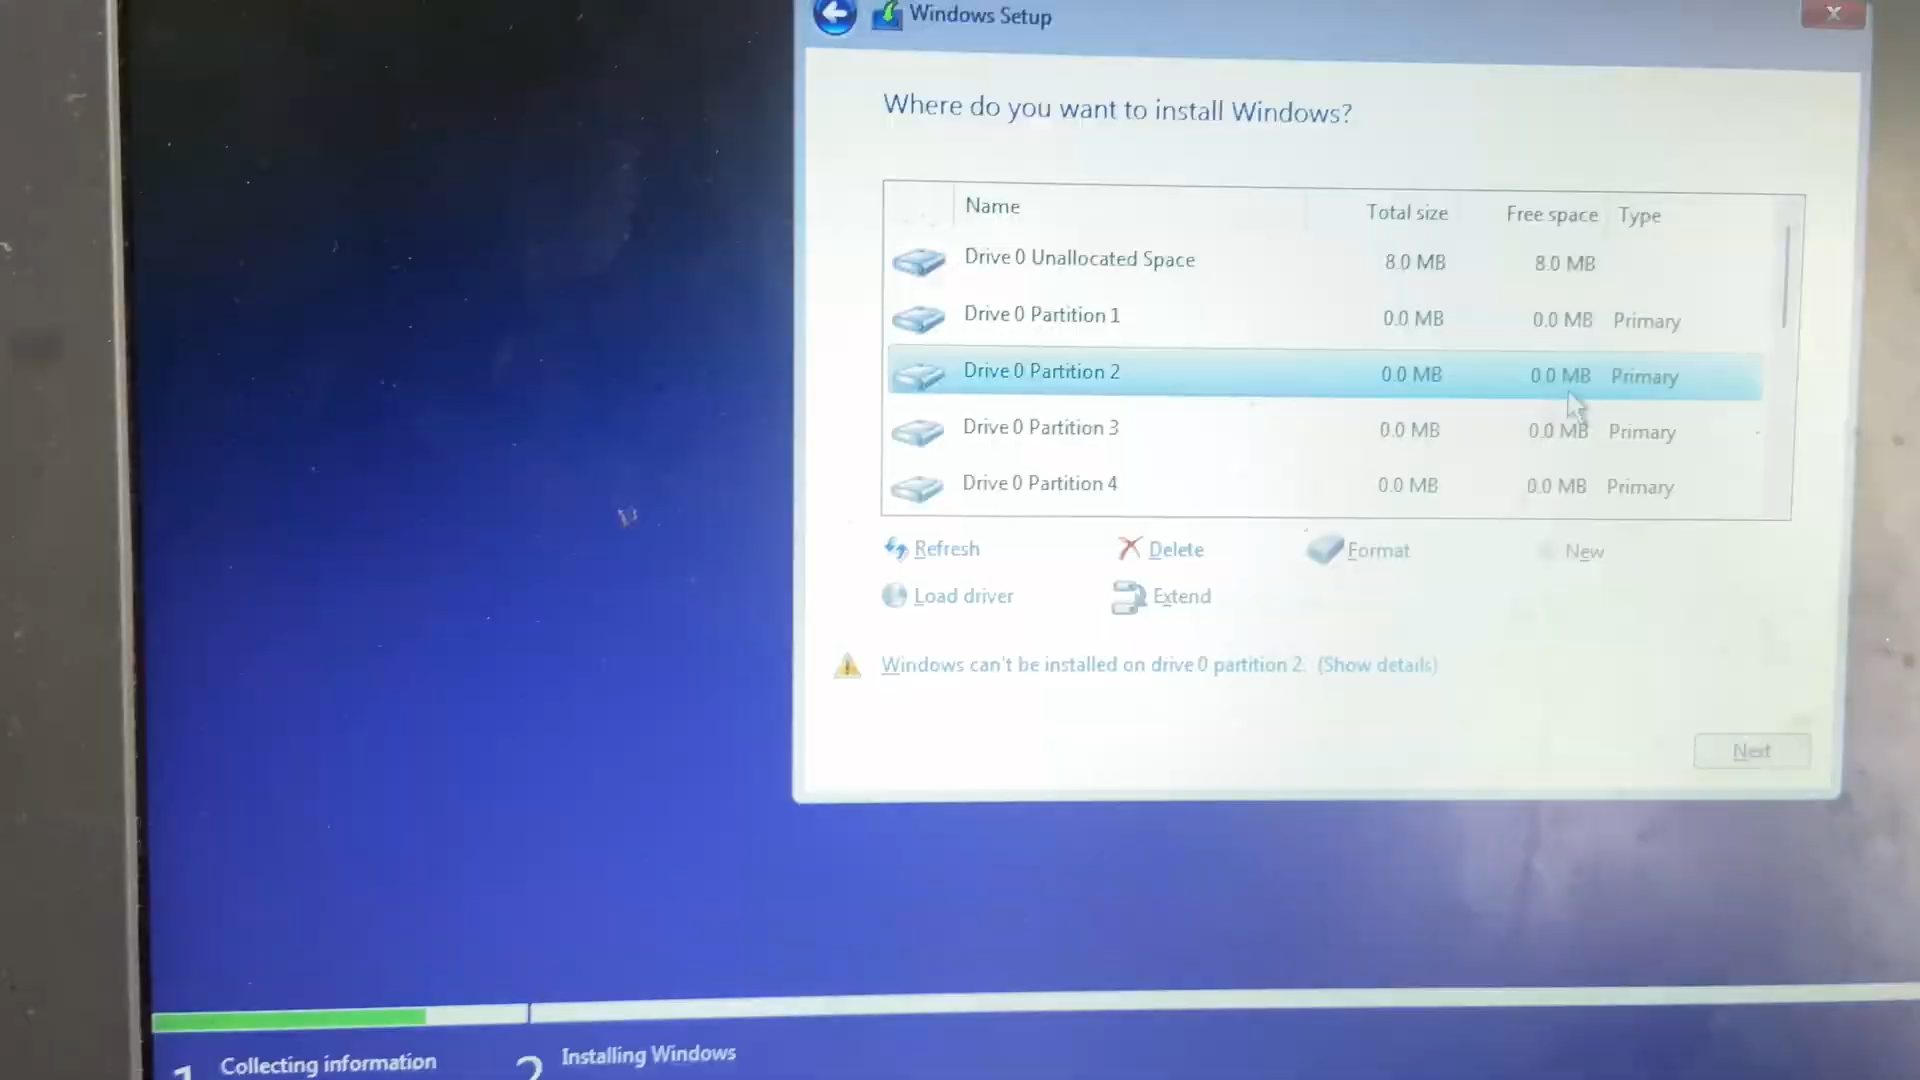 Windows Setup
x
Where do you want to install Windows?
Name Total size Free space Type
Drive 0 Unallocated Space 8.0 MB 8.0 MB
Drive 0 Partition 1 0.0 MB 0.0 MB Primary
Drive 0 Partition 2 0.0 MB 0.0 MB Primary
Drive 0 Partition 3 0.0 MB 0.0 MB Primary
Drive 0 Partition 4 0.0 MB 0.0 MB Primary
Refresh Delete Format New
Load driver Extend
Windows can't be installed on drive 0 partition 2. (Show details)
Next
1 Collecting information 2 Installing Windows